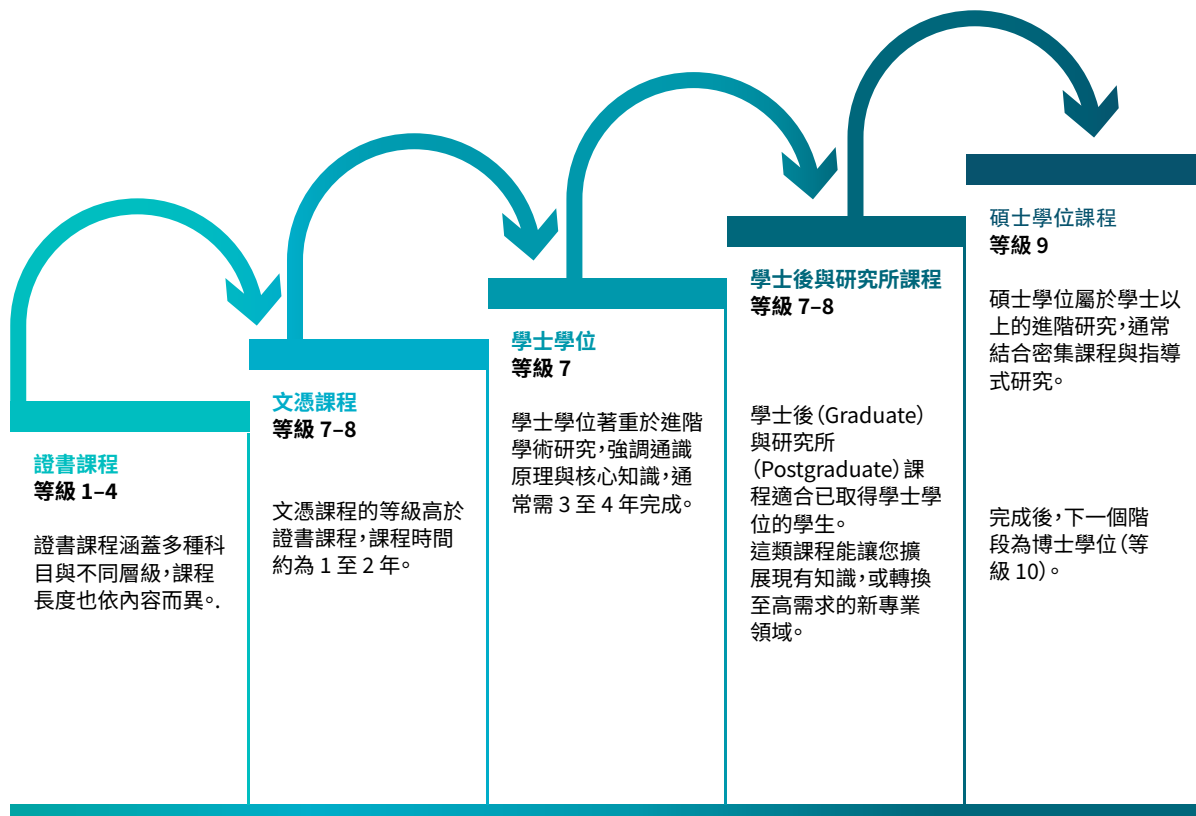 證書課程
等級 1–4
證書課程涵蓋多種科
目與不同層級，課程
長度也依內容而異。.
文憑課程
等級 7–8
文憑課程的等級高於
證書課程，課程時間
約為 1 至 2 年。
學士學位
等級 7
學士學位著重於進階
學術研究，強調通識
原理與核心知識，通
常需 3 至 4 年完成。
學士後與研究所課程
等級 7–8
學士後（Graduate）
與研究所
（Postgraduate）課
程適合已取得學士學
位的學生。
這類課程能讓您擴
展現有知識，或轉換
至高需求的新專業
領域。
碩士學位課程
等級 9
碩士學位屬於學士以
上的進階研究，通常
結合密集課程與指導
式研究。
完成後，下一個階
段為博士學位（等
級 10）。